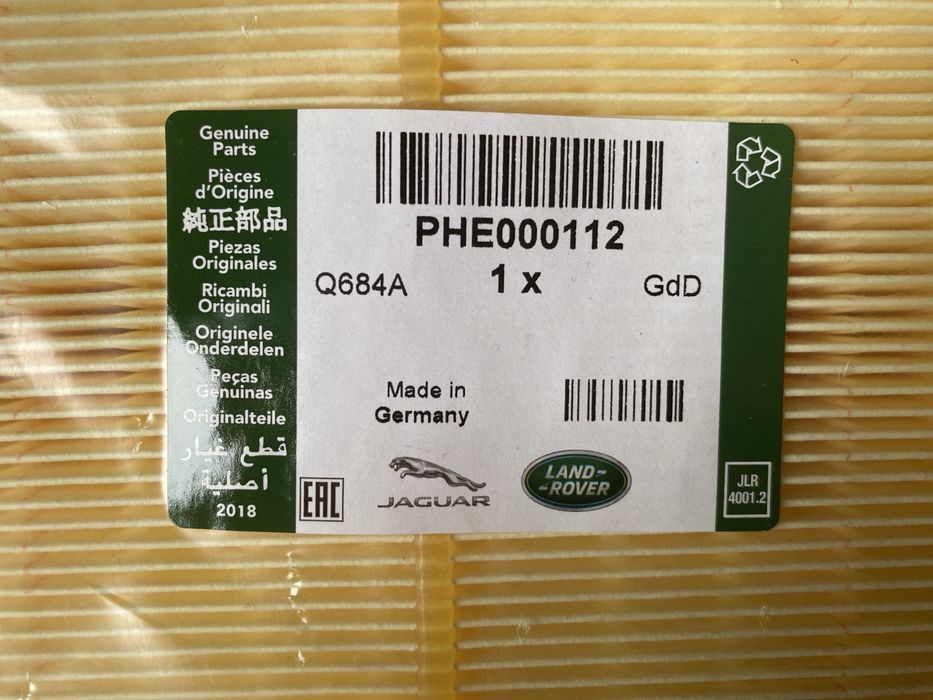 Genuine
Parts
Pièces
d'Origine
純正部品
Piezas
Originales
Ricambi
Originali
Originele
Onderdelen
Peças
Genuinas
Originalteile
قطع غيار
أصلية
2018
PHE000112
Q684A 1 x GdD
Made in
Germany
EAC
JAGUAR
LAND-
-ROVER
JLR
4001.2